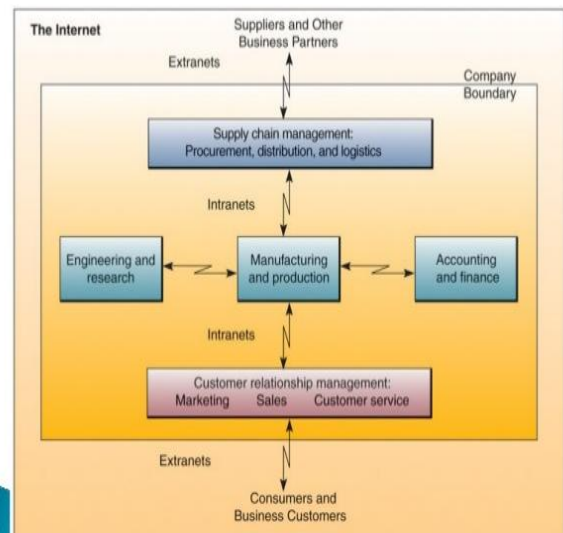 The Internet
Suppliers and Other
Business Partners
Extranets
Company
Boundary
Supply chain management:
Procurement, distribution, and logistics
Intranets
Engineering and
research
Manufacturing
and production
Accounting
and finance
Intranets
Customer relationship management:
Marketing Sales Customer service
Extranets
Consumers and
Business Customers